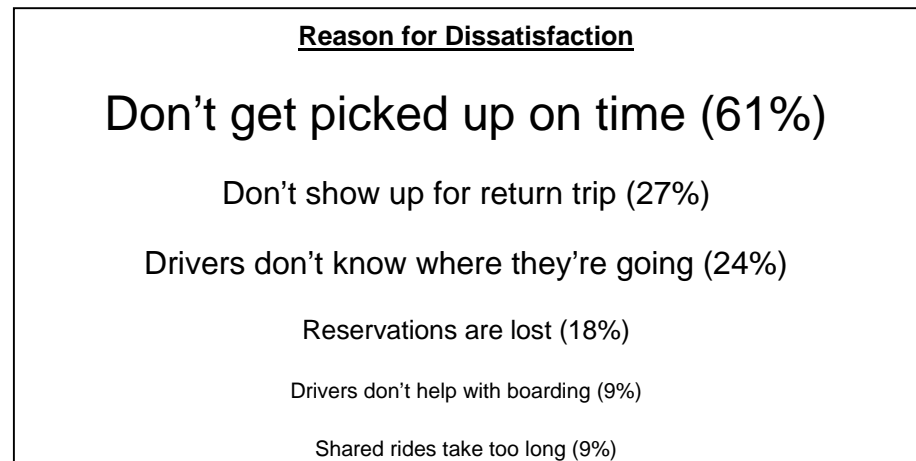 Reason for Dissatisfaction
Don't get picked up on time (61%)
Don't show up for return trip (27%)
Drivers don't know where they're going (24%)
Reservations are lost (18%)
Drivers don't help with boarding (9%)
Shared rides take too long (9%)